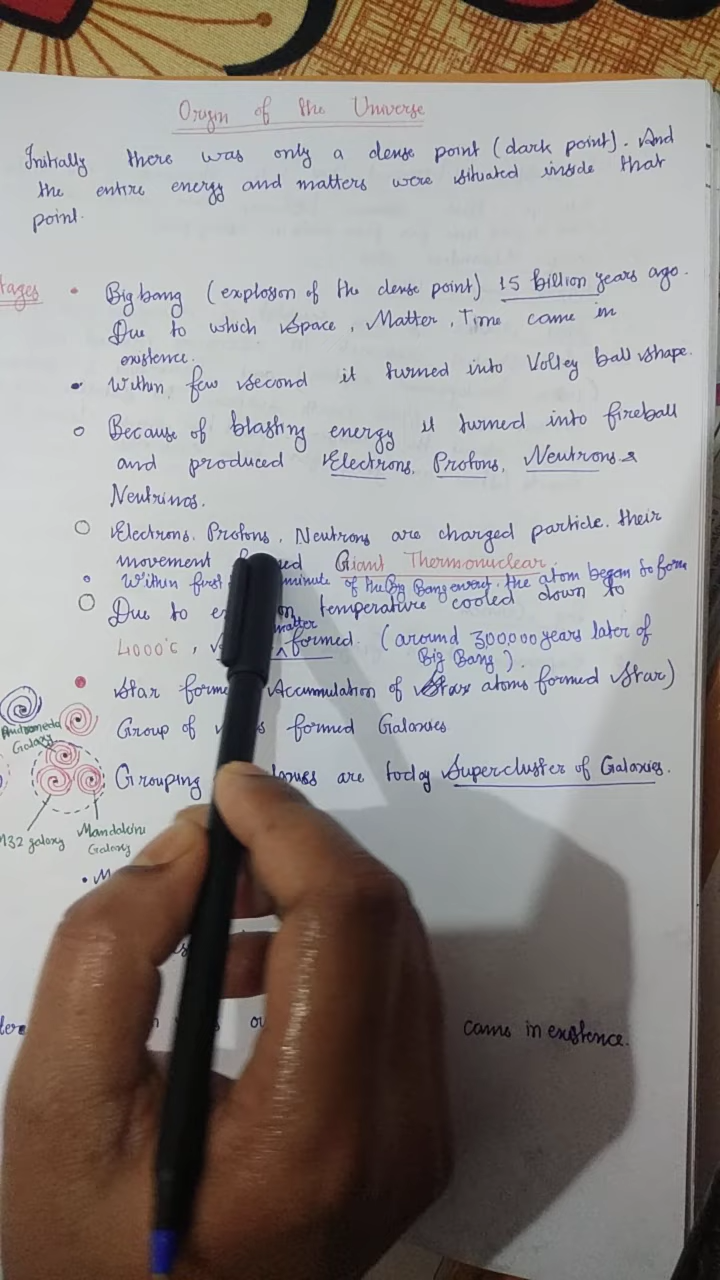 Origin of the Universe
Initially there was only a dense point (dark point). And
the entire energy and matters were situated inside that
point.
tages • Big bang (explosion of the dense point) 15 billion years ago.
Due to which Space, Matter, Time came in
existence.
• Within few second it turned into Volley ball shape.
Because of blasting energy it turned into fireball
and produced Electrons, Protons, Neutrons &
Neutrinos.
Electrons, Protons, Neutrons are charged particle. their
movement Giant Thermonuclear.
Within first minute of the Big Bang event, the atom began to form
Due to temperature cooled down to
matter
4000°C, formed. (around 300,000 years later of
Big Bang).
• Star forme Accumulation of atoms formed Star)
Andromeda
Galaxy
Group of formed Galaxies
Grouping are today Supercluster of Galaxies.
M32 galaxy
Galaxy
came in existence.